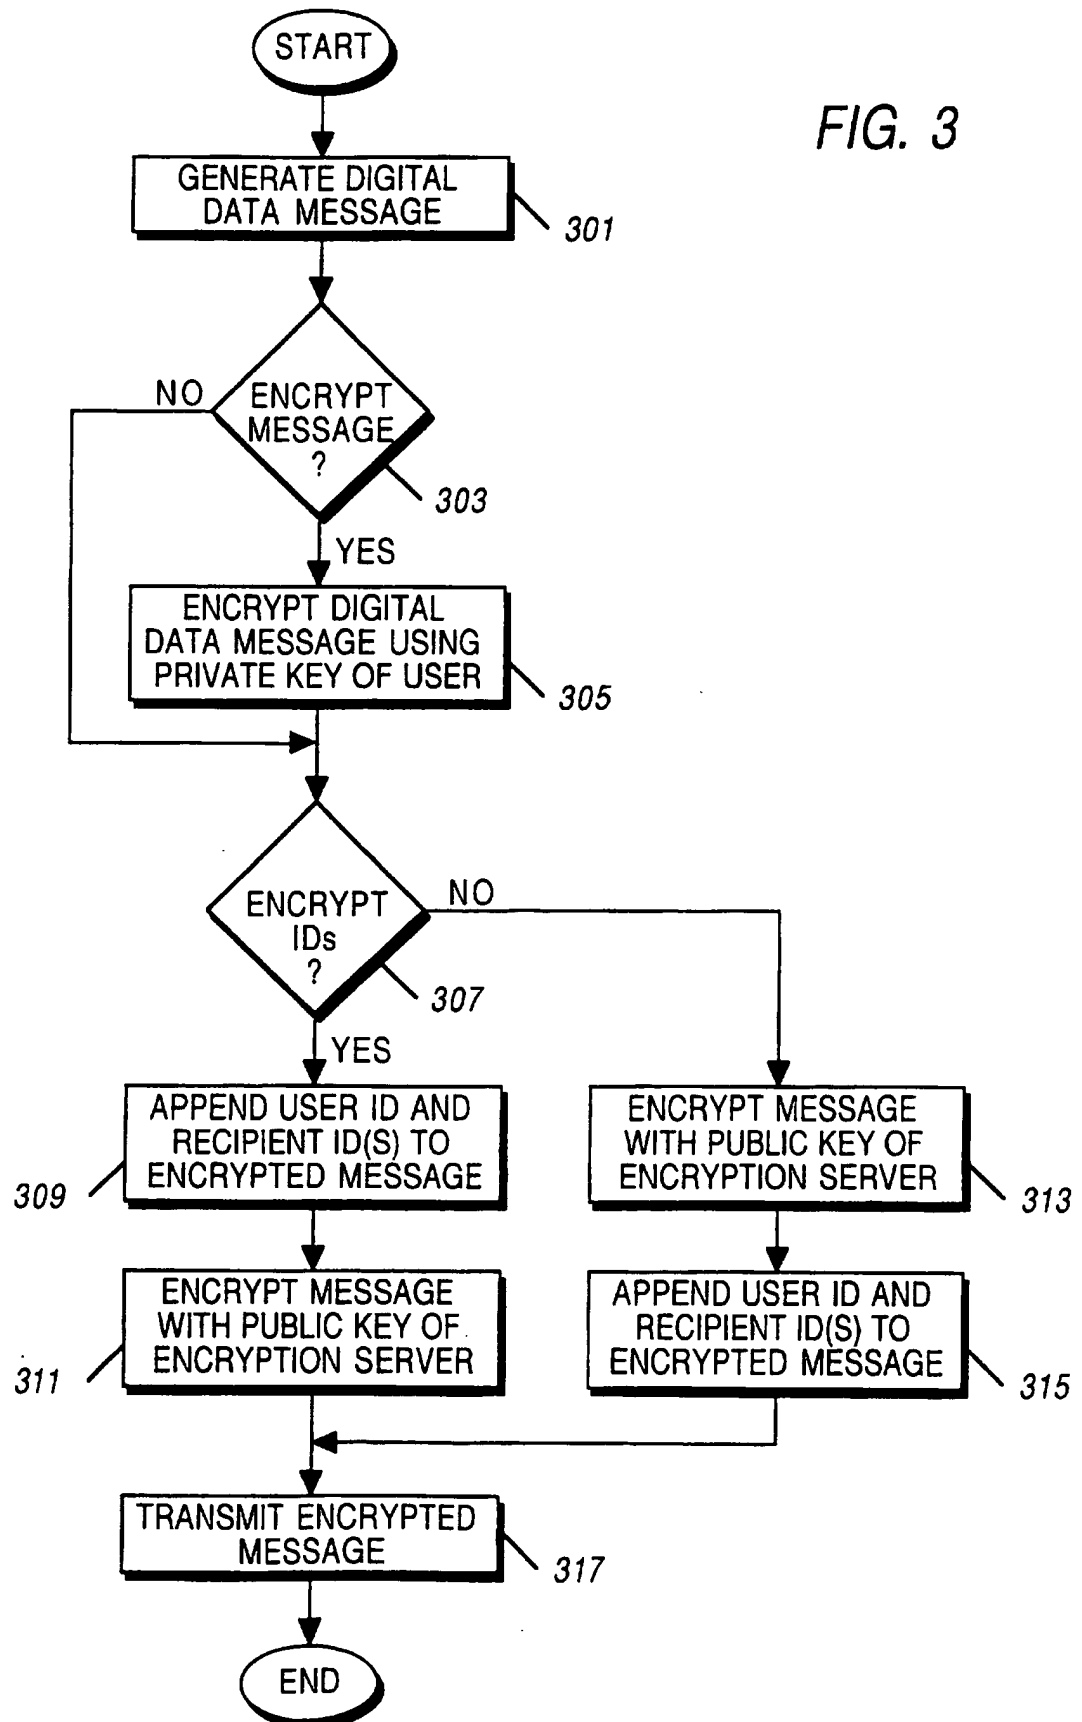 START
FIG. 3
GENERATE DIGITAL
DATA MESSAGE
301
NO
ENCRYPT
MESSAGE
?
303
YES
ENCRYPT DIGITAL
DATA MESSAGE USING
PRIVATE KEY OF USER
305
ENCRYPT
IDs
?
NO
307
YES
APPEND USER ID AND
RECIPIENT ID(S) TO
ENCRYPTED MESSAGE
309
ENCRYPT MESSAGE
WITH PUBLIC KEY OF
ENCRYPTION SERVER
313
ENCRYPT MESSAGE
WITH PUBLIC KEY OF
ENCRYPTION SERVER
311
APPEND USER ID AND
RECIPIENT ID(S) TO
ENCRYPTED MESSAGE
315
TRANSMIT ENCRYPTED
MESSAGE
317
END